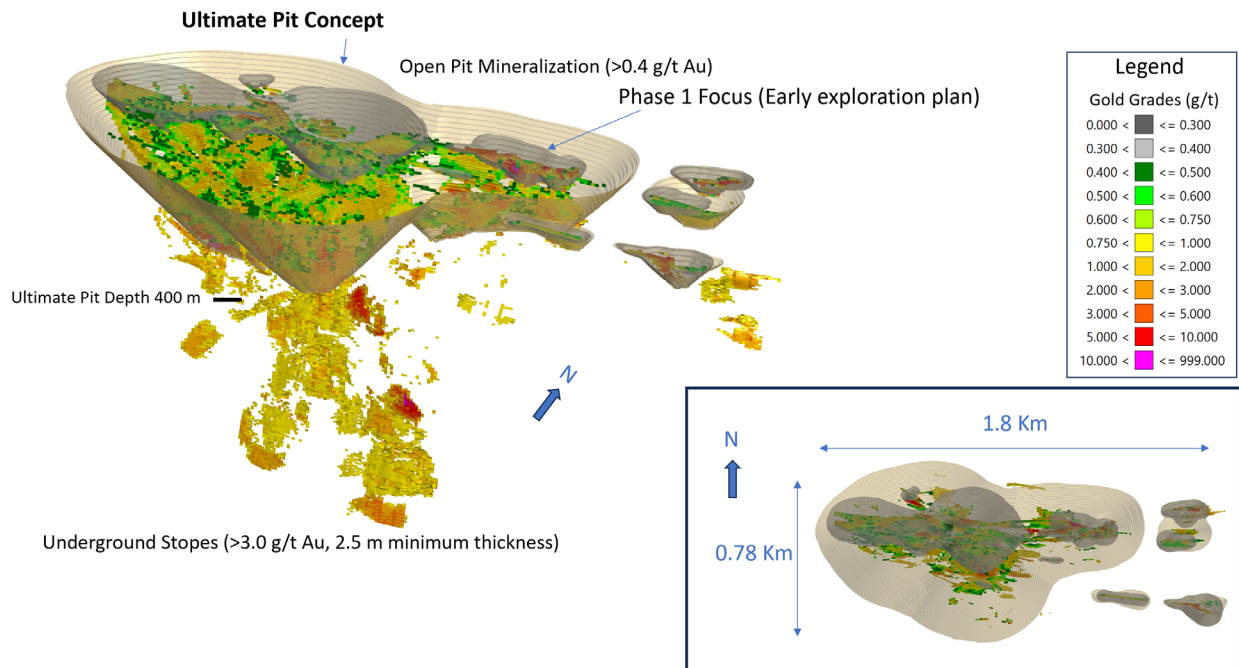 Ultimate Pit Concept
Open Pit Mineralization (>0.4 g/t Au)
Phase 1 Focus (Early exploration plan)
Ultimate Pit Depth 400 m
N
Underground Stopes (>3.0 g/t Au, 2.5 m minimum thickness)
Legend
Gold Grades (g/t)
0.000 < <= 0.300
0.300 < <= 0.400
0.400 < <= 0.500
0.500 < <= 0.600
0.600 < <= 0.750
0.750 < <= 1.000
1.000 < <= 2.000
2.000 < <= 3.000
3.000 < <= 5.000
5.000 < <= 10.000
10.000 < <= 999.000
1.8 Km
N
0.78 Km